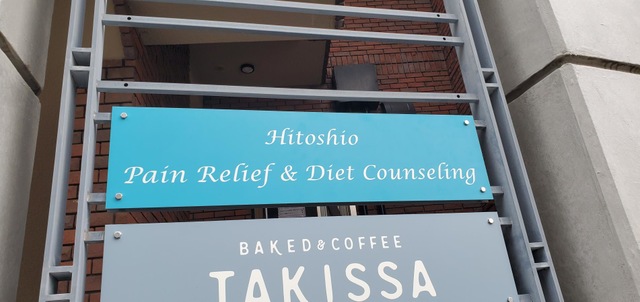 Hitoshio
Pain Relief & Diet Counseling
BAKED & COFFEE
TAKISSA